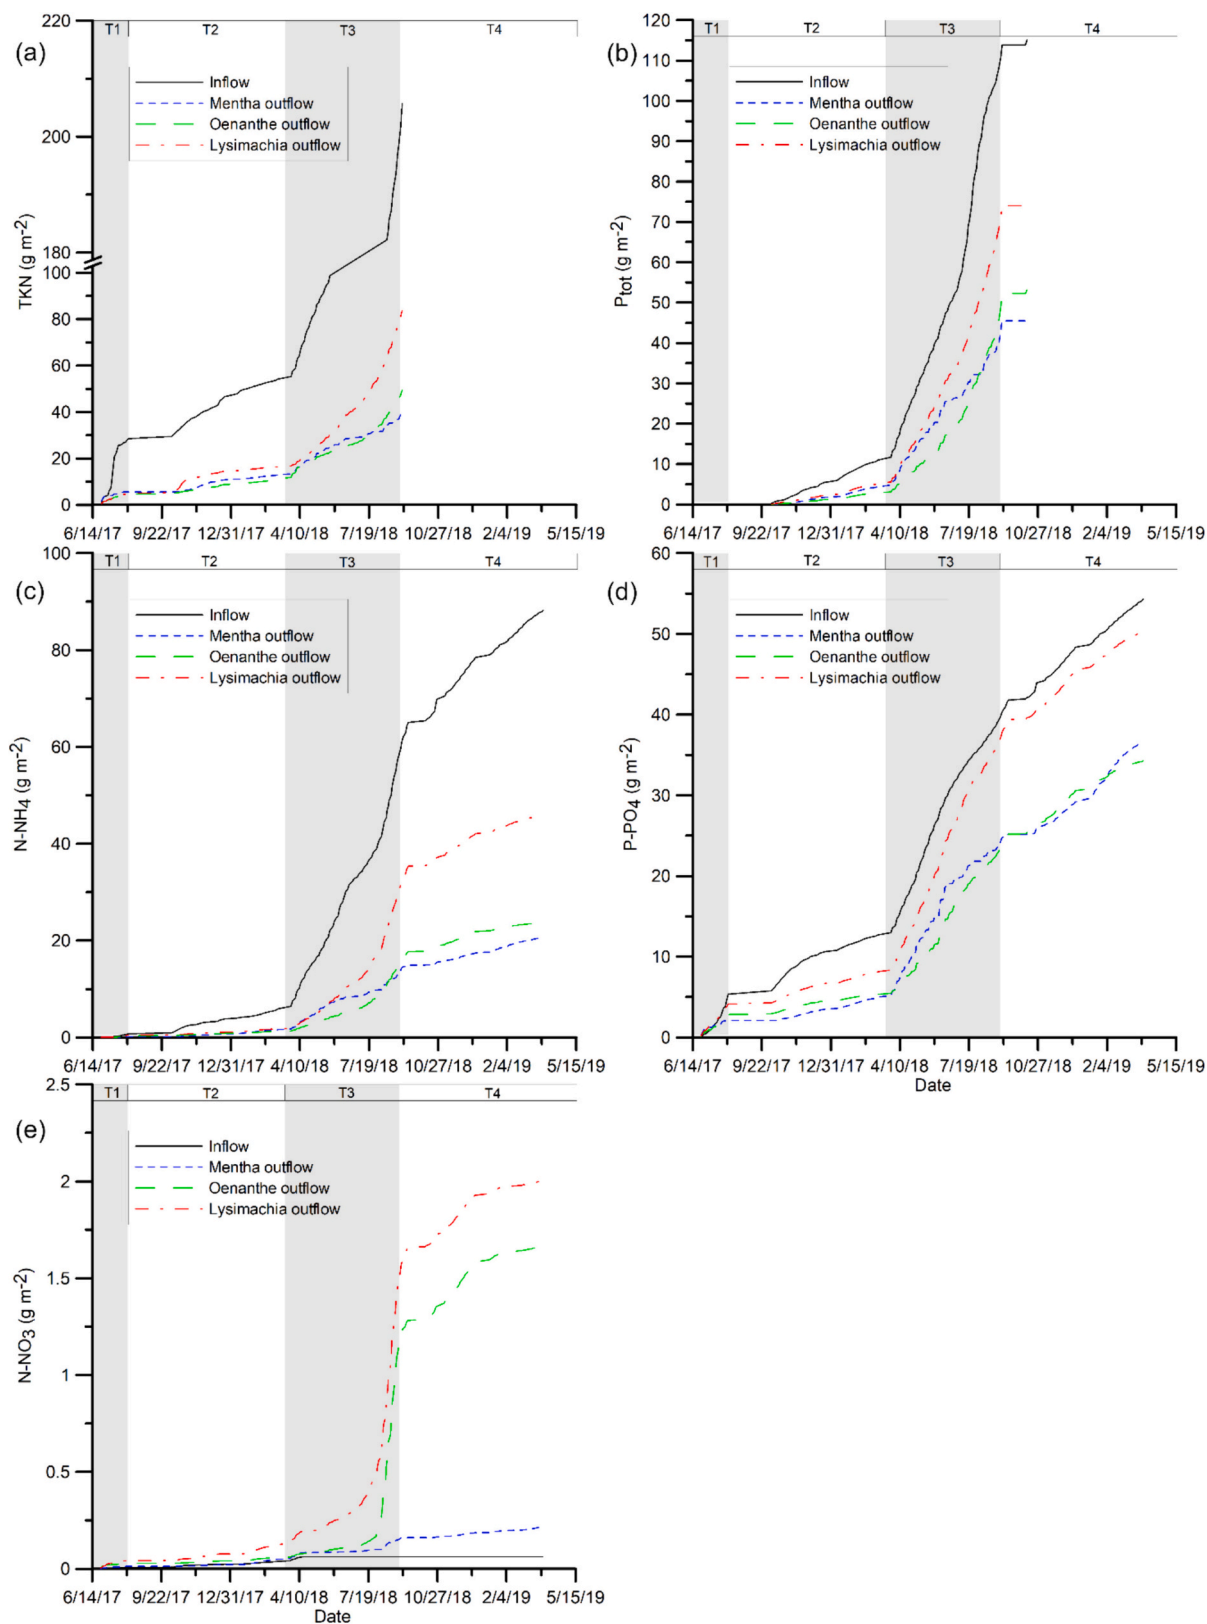 (a)
T1 T2 T3 T4
220
200
180
100
80
60
40
20
0
TKN (g m-2)
Inflow
Mentha outflow
Oenanthe outflow
Lysimachia outflow
6/14/17 9/22/17 12/31/17 4/10/18 7/19/18 10/27/18 2/4/19 5/15/19
(b)
T1 T2 T3 T4
120
115
110
105
100
95
90
85
80
75
70
65
60
55
50
45
40
35
30
25
20
15
10
5
0
Ptot (g m-2)
Inflow
Mentha outflow
Oenanthe outflow
Lysimachia outflow
6/14/17 9/22/17 12/31/17 4/10/18 7/19/18 10/27/18 2/4/19 5/15/19
(c)
T1 T2 T3 T4
100
80
60
40
20
0
N-NH4 (g m-2)
Inflow
Mentha outflow
Oenanthe outflow
Lysimachia outflow
6/14/17 9/22/17 12/31/17 4/10/18 7/19/18 10/27/18 2/4/19 5/15/19
(d)
T1 T2 T3 T4
60
50
40
30
20
10
0
P-PO4 (g m-2)
Inflow
Mentha outflow
Oenanthe outflow
Lysimachia outflow
6/14/17 9/22/17 12/31/17 4/10/18 7/19/18 10/27/18 2/4/19 5/15/19
Date
(e)
T1 T2 T3 T4
2.5
2
1.5
1
0.5
0
N-NO3 (g m-2)
Inflow
Mentha outflow
Oenanthe outflow
Lysimachia outflow
6/14/17 9/22/17 12/31/17 4/10/18 7/19/18 10/27/18 2/4/19 5/15/19
Date